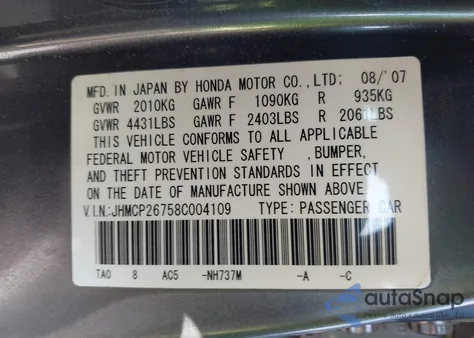 MFD. IN JAPAN BY HONDA MOTOR CO.,LTD; 08/'07
GVWR 2010KG GAWR F 1090KG R 935KG
GVWR 4431LBS GAWR F 2403LBS R 2061LBS
THIS VEHICLE CONFORMS TO ALL APPLICABLE
FEDERAL MOTOR VEHICLE SAFETY ,BUMPER,
AND THEFT PREVENTION STANDARDS IN EFFECT
ON THE DATE OF MANUFACTURE SHOWN ABOVE.
V.I.N:JHMCP26758C004109 TYPE: PASSENGER CAR
TA0 8 AC5 -NH737M -A -C
autoSnap